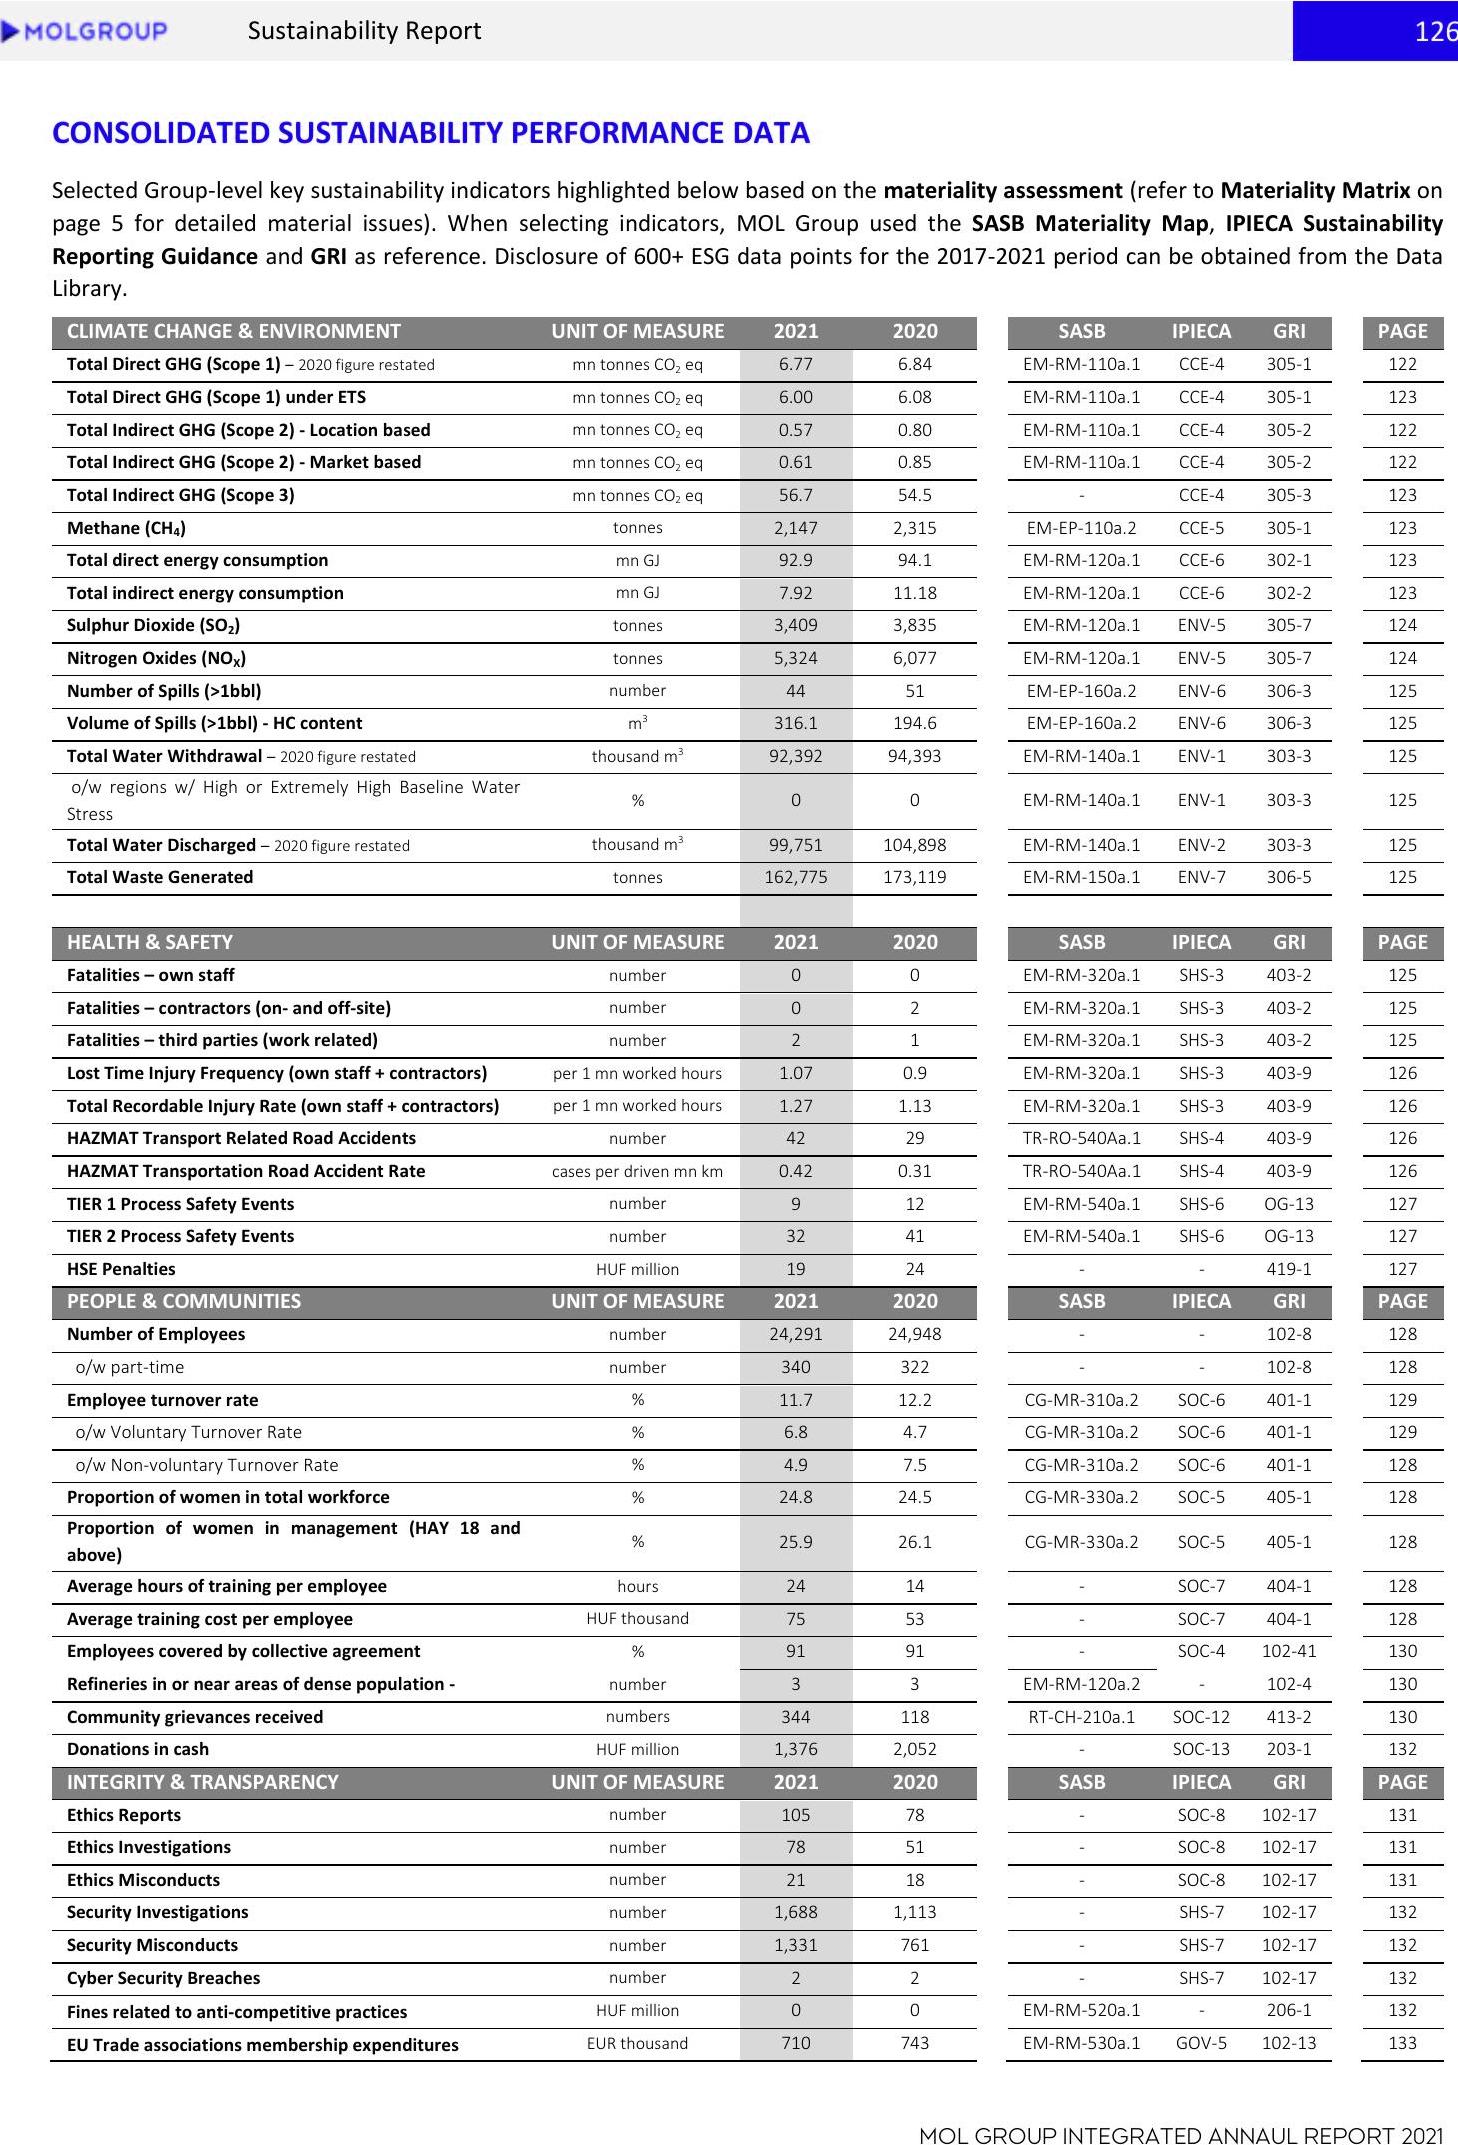 MOLGROUP Sustainability Report 126
CONSOLIDATED SUSTAINABILITY PERFORMANCE DATA
Selected Group-level key sustainability indicators highlighted below based on the materiality assessment (refer to Materiality Matrix on
page 5 for detailed material issues). When selecting indicators, MOL Group used the SASB Materiality Map, IPIECA Sustainability
Reporting Guidance and GRI as reference. Disclosure of 600+ ESG data points for the 2017-2021 period can be obtained from the Data
Library.
CLIMATE CHANGE & ENVIRONMENT UNIT OF MEASURE 2021 2020 SASB IPIECA GRI PAGE
Total Direct GHG (Scope 1) – 2020 figure restated mn tonnes CO₂ eq 6.77 6.84 EM-RM-110a.1 CCE-4 305-1 122
Total Direct GHG (Scope 1) under ETS mn tonnes CO₂ eq 6.00 6.08 EM-RM-110a.1 CCE-4 305-1 123
Total Indirect GHG (Scope 2) - Location based mn tonnes CO₂ eq 0.57 0.80 EM-RM-110a.1 CCE-4 305-2 122
Total Indirect GHG (Scope 2) - Market based mn tonnes CO₂ eq 0.61 0.85 EM-RM-110a.1 CCE-4 305-2 122
Total Indirect GHG (Scope 3) mn tonnes CO₂ eq 56.7 54.5 - CCE-4 305-3 123
Methane (CH₄) tonnes 2,147 2,315 EM-EP-110a.2 CCE-5 305-1 123
Total direct energy consumption mn GJ 92.9 94.1 EM-RM-120a.1 CCE-6 302-1 123
Total indirect energy consumption mn GJ 7.92 11.18 EM-RM-120a.1 CCE-6 302-2 123
Sulphur Dioxide (SO₂) tonnes 3,409 3,835 EM-RM-120a.1 ENV-5 305-7 124
Nitrogen Oxides (NOₓ) tonnes 5,324 6,077 EM-RM-120a.1 ENV-5 305-7 124
Number of Spills (>1bbl) number 44 51 EM-EP-160a.2 ENV-6 306-3 125
Volume of Spills (>1bbl) - HC content m³ 316.1 194.6 EM-EP-160a.2 ENV-6 306-3 125
Total Water Withdrawal – 2020 figure restated thousand m³ 92,392 94,393 EM-RM-140a.1 ENV-1 303-3 125
o/w regions w/ High or Extremely High Baseline Water
Stress % 0 0 EM-RM-140a.1 ENV-1 303-3 125
Total Water Discharged – 2020 figure restated thousand m³ 99,751 104,898 EM-RM-140a.1 ENV-2 303-3 125
Total Waste Generated tonnes 162,775 173,119 EM-RM-150a.1 ENV-7 306-5 125
HEALTH & SAFETY UNIT OF MEASURE 2021 2020 SASB IPIECA GRI PAGE
Fatalities – own staff number 0 0 EM-RM-320a.1 SHS-3 403-2 125
Fatalities – contractors (on- and off-site) number 0 2 EM-RM-320a.1 SHS-3 403-2 125
Fatalities – third parties (work related) number 2 1 EM-RM-320a.1 SHS-3 403-2 125
Lost Time Injury Frequency (own staff + contractors) per 1 mn worked hours 1.07 0.9 EM-RM-320a.1 SHS-3 403-9 126
Total Recordable Injury Rate (own staff + contractors) per 1 mn worked hours 1.27 1.13 EM-RM-320a.1 SHS-3 403-9 126
HAZMAT Transport Related Road Accidents number 42 29 TR-RO-540Aa.1 SHS-4 403-9 126
HAZMAT Transportation Road Accident Rate cases per driven mn km 0.42 0.31 TR-RO-540Aa.1 SHS-4 403-9 126
TIER 1 Process Safety Events number 9 12 EM-RM-540a.1 SHS-6 OG-13 127
TIER 2 Process Safety Events number 32 41 EM-RM-540a.1 SHS-6 OG-13 127
HSE Penalties HUF million 19 24 - - 419-1 127
PEOPLE & COMMUNITIES UNIT OF MEASURE 2021 2020 SASB IPIECA GRI PAGE
Number of Employees number 24,291 24,948 - - 102-8 128
o/w part-time number 340 322 - - 102-8 128
Employee turnover rate % 11.7 12.2 CG-MR-310a.2 SOC-6 401-1 129
o/w Voluntary Turnover Rate % 6.8 4.7 CG-MR-310a.2 SOC-6 401-1 129
o/w Non-voluntary Turnover Rate % 4.9 7.5 CG-MR-310a.2 SOC-6 401-1 128
Proportion of women in total workforce % 24.8 24.5 CG-MR-330a.2 SOC-5 405-1 128
Proportion of women in management (HAY 18 and
above) % 25.9 26.1 CG-MR-330a.2 SOC-5 405-1 128
Average hours of training per employee hours 24 14 - SOC-7 404-1 128
Average training cost per employee HUF thousand 75 53 - SOC-7 404-1 128
Employees covered by collective agreement % 91 91 - SOC-4 102-41 130
Refineries in or near areas of dense population - number 3 3 EM-RM-120a.2 - 102-4 130
Community grievances received numbers 344 118 RT-CH-210a.1 SOC-12 413-2 130
Donations in cash HUF million 1,376 2,052 - SOC-13 203-1 132
INTEGRITY & TRANSPARENCY UNIT OF MEASURE 2021 2020 SASB IPIECA GRI PAGE
Ethics Reports number 105 78 - SOC-8 102-17 131
Ethics Investigations number 78 51 - SOC-8 102-17 131
Ethics Misconducts number 21 18 - SOC-8 102-17 131
Security Investigations number 1,688 1,113 - SHS-7 102-17 132
Security Misconducts number 1,331 761 - SHS-7 102-17 132
Cyber Security Breaches number 2 2 - SHS-7 102-17 132
Fines related to anti-competitive practices HUF million 0 0 EM-RM-520a.1 - 206-1 132
EU Trade associations membership expenditures EUR thousand 710 743 EM-RM-530a.1 GOV-5 102-13 133
MOL GROUP INTEGRATED ANNAUL REPORT 2021